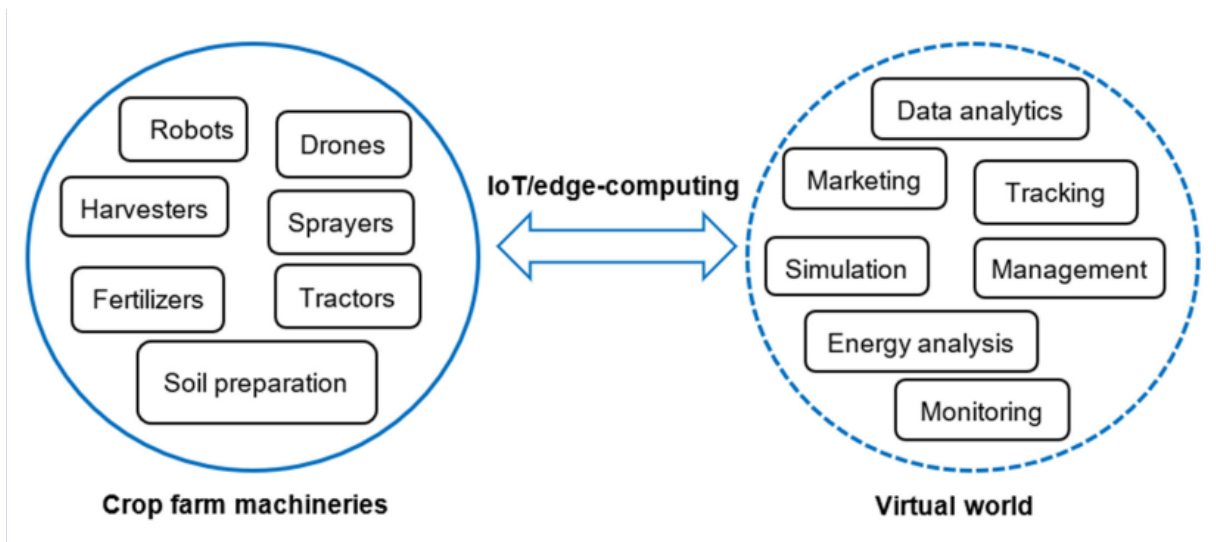 Robots
Drones
Harvesters
Sprayers
Fertilizers
Tractors
Soil preparation
Crop farm machineries
IoT/edge-computing
Data analytics
Marketing
Tracking
Simulation
Management
Energy analysis
Monitoring
Virtual world